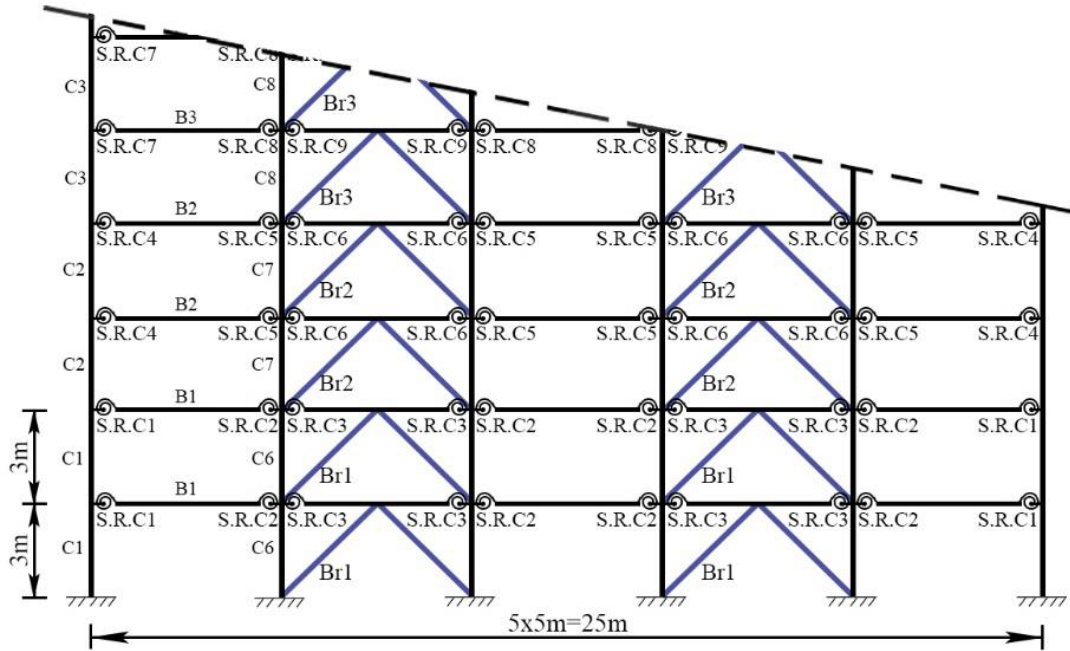 S.R.C7 S.R.C8
C3 C8
Br3
B3
S.R.C7 S.R.C8 S.R.C9 S.R.C9 S.R.C8 S.R.C8 S.R.C9
C3 C8
Br3 Br3
B2
S.R.C4 S.R.C5 S.R.C6 S.R.C6 S.R.C5 S.R.C5 S.R.C6 S.R.C6 S.R.C5 S.R.C4
C2 C7
Br2 Br2
B2
S.R.C4 S.R.C5 S.R.C6 S.R.C6 S.R.C5 S.R.C5 S.R.C6 S.R.C6 S.R.C5 S.R.C4
C2 C7
Br2 Br2
B1
S.R.C1 S.R.C2 S.R.C3 S.R.C3 S.R.C2 S.R.C2 S.R.C3 S.R.C3 S.R.C2 S.R.C1
3m C1 C6
Br1 Br1
B1
S.R.C1 S.R.C2 S.R.C3 S.R.C3 S.R.C2 S.R.C2 S.R.C3 S.R.C3 S.R.C2 S.R.C1
3m C1 C6
Br1 Br1
5x5m=25m